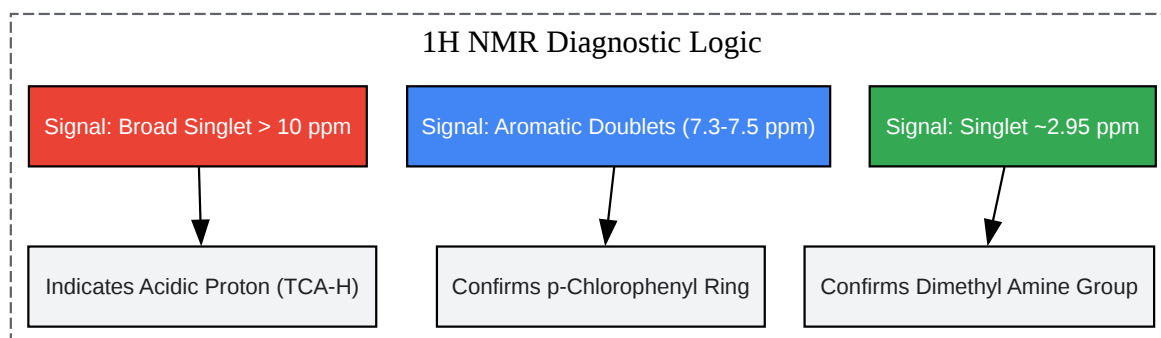 1H NMR Diagnostic Logic
Signal: Broad Singlet > 10 ppm
Signal: Aromatic Doublets (7.3-7.5 ppm)
Signal: Singlet ~2.95 ppm
Indicates Acidic Proton (TCA-H)
Confirms p-Chlorophenyl Ring
Confirms Dimethyl Amine Group